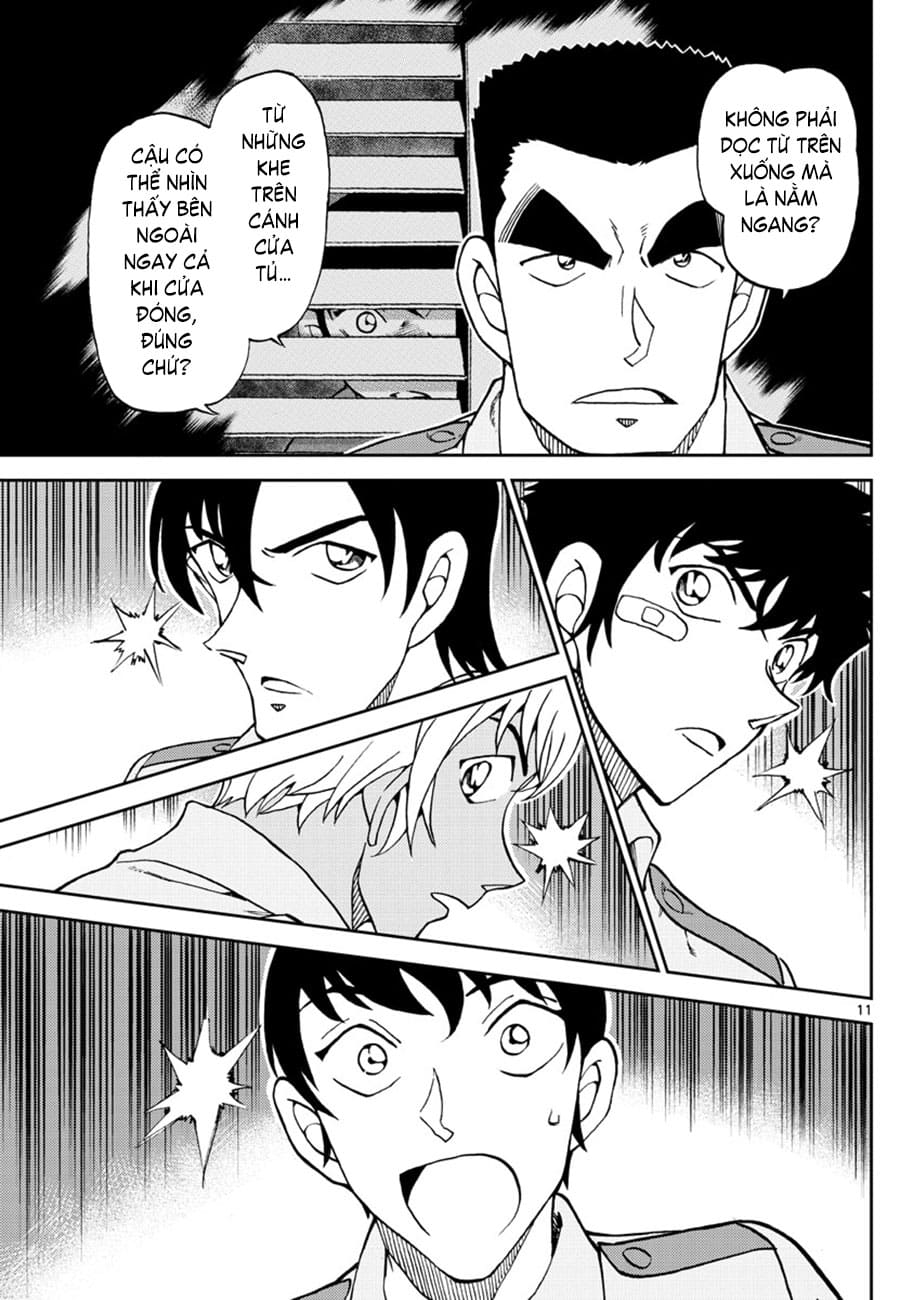 KHÔNG PHẢI
DỌC TỪ TRÊN
XUỐNG MÀ
LÀ NẰM
NGANG?
TỪ
NHỮNG
KHE
TRÊN
CÁNH
CỬA
TỦ...
CẬU CÓ
THỂ NHÌN
THẤY BÊN
NGOÀI
NGAY CẢ
KHI CỬA
ĐÓNG,
ĐÚNG
CHỨ?
11